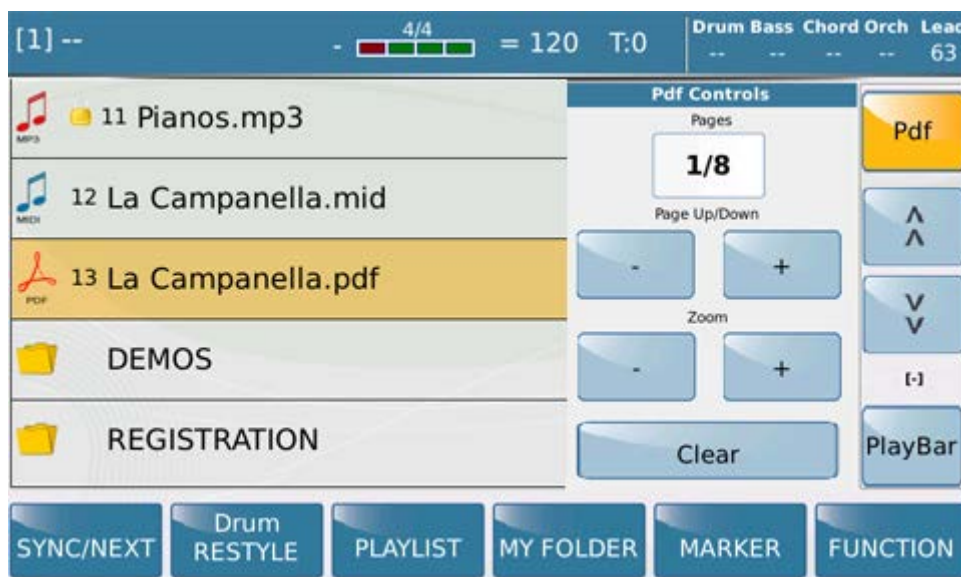 [1] --
4/4
- = 120 T:0
Drum Bass Chord Orch Lead
-- -- -- -- 63
MP3
11 Pianos.mp3
MIDI
12 La Campanella.mid
PDF
13 La Campanella.pdf
DEMOS
REGISTRATION
Pdf Controls
Pages
1/8
Page Up/Down
- +
Zoom
- +
Clear
Pdf
[-]
PlayBar
SYNC/NEXT
Drum
RESTYLE
PLAYLIST
MY FOLDER
MARKER
FUNCTION